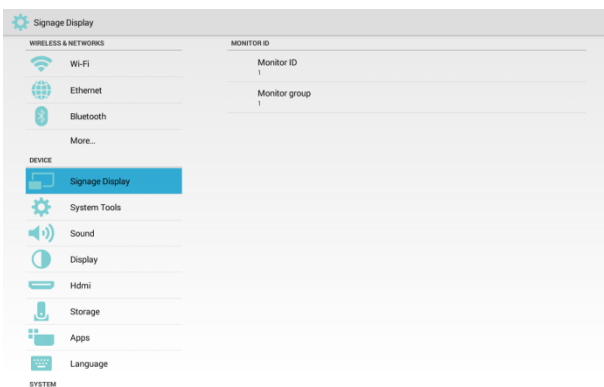 Signage Display
WIRELESS & NETWORKS
Wi-Fi
Ethernet
Bluetooth
More...
DEVICE
Signage Display
System Tools
Sound
Display
Hdmi
Storage
Apps
Language
SYSTEM
MONITOR ID
Monitor ID
1
Monitor group
1